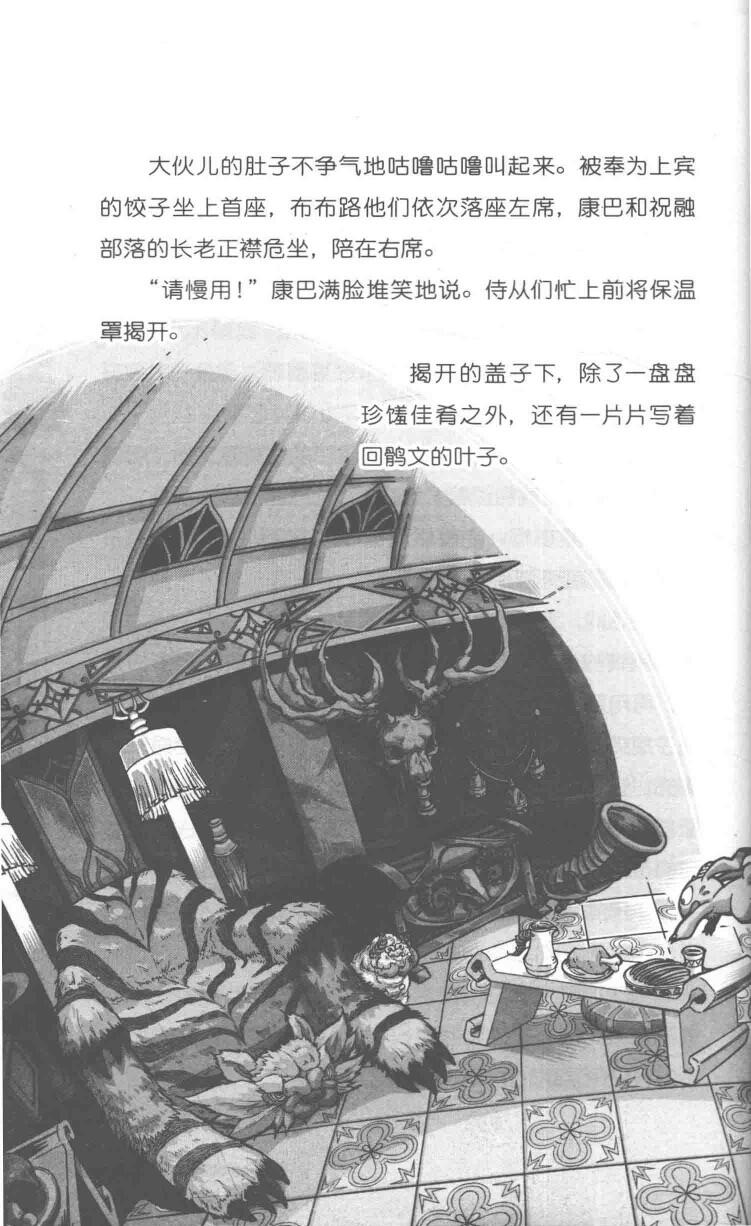 大伙儿的肚子不争气地咕噜咕噜叫起来。被奉为上宾
的饺子坐上首座，布布路他们依次落座左席，康巴和祝融
部落的长老正襟危坐，陪在右席。
“请慢用！”康巴满脸堆笑地说。侍从们忙上前将保温
罩揭开。
揭开的盖子下，除了一盘盘
珍馐佳肴之外，还有一片片写着
回鹘文的叶子。